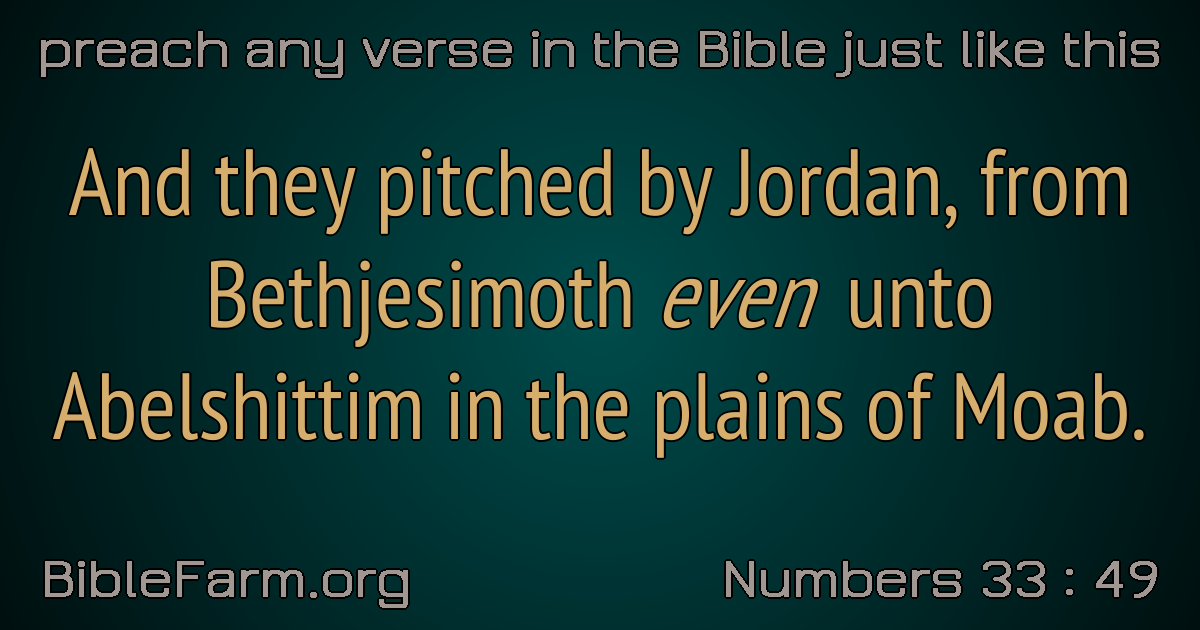 preach any verse in the Bible just like this
And they pitched by Jordan, from
Bethjesimoth even unto
Abelshittim in the plains of Moab.
BibleFarm.org
Numbers 33 : 49